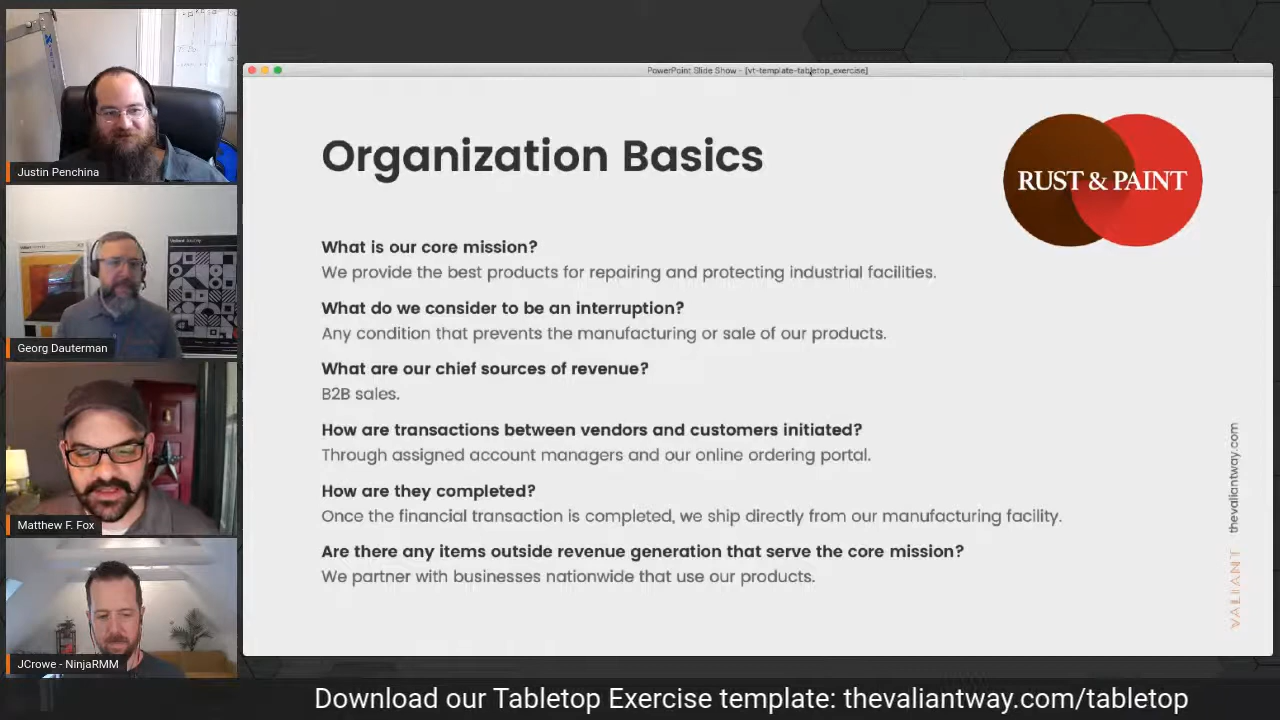 PowerPoint Slide Show - [vt-template-tabletop_exercise]
Organization Basics
RUST & PAINT
What is our core mission?
We provide the best products for repairing and protecting industrial facilities.
What do we consider to be an interruption?
Any condition that prevents the manufacturing or sale of our products.
What are our chief sources of revenue?
B2B sales.
How are transactions between vendors and customers initiated?
Through assigned account managers and our online ordering portal.
How are they completed?
Once the financial transaction is completed, we ship directly from our manufacturing facility.
Are there any items outside revenue generation that serve the core mission?
We partner with businesses nationwide that use our products.
VALIANT thevaliantway.com
Justin Penchina
Georg Dauterman
Matthew F. Fox
JCrowe - NinjaRMM
Download our Tabletop Exercise template: thevaliantway.com/tabletop